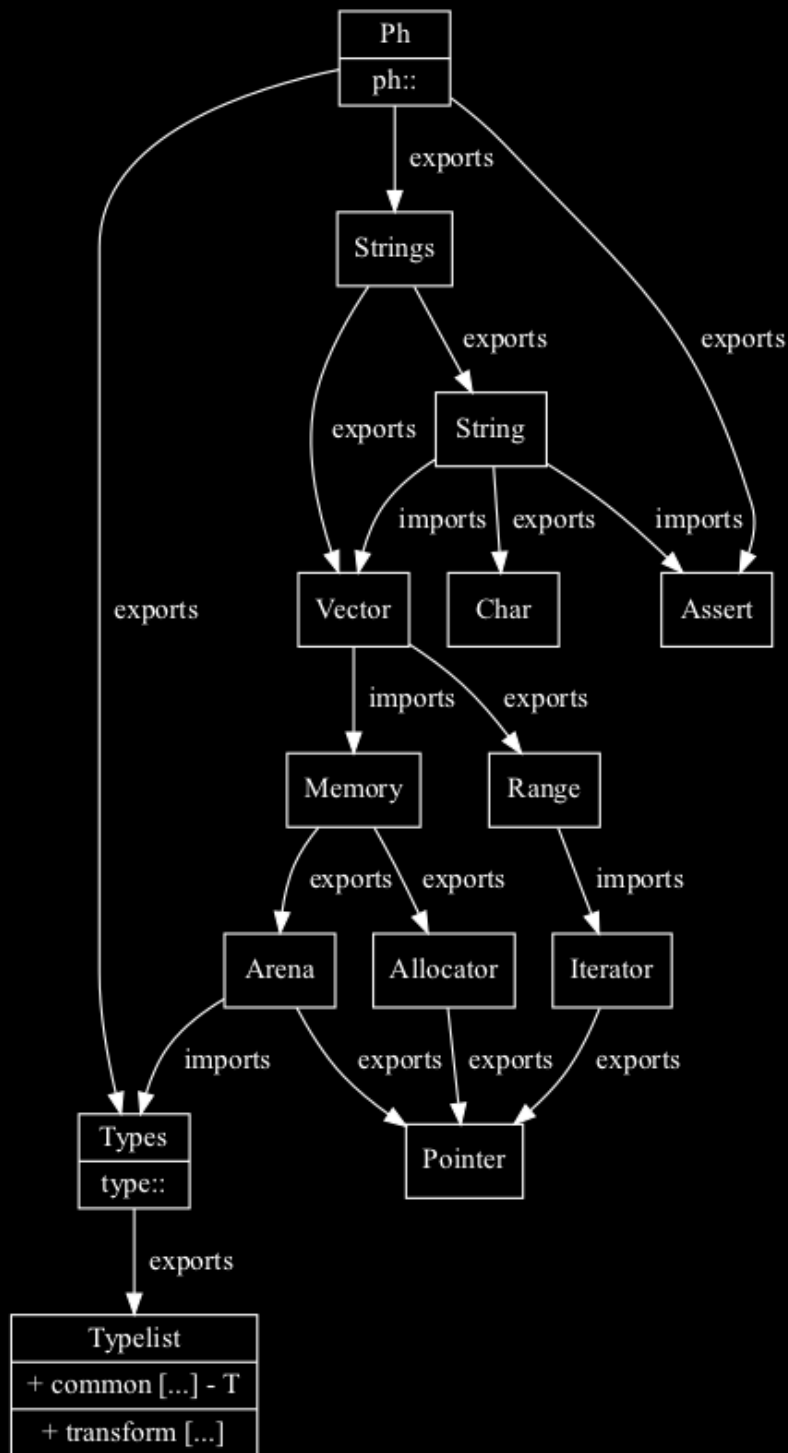 Ph
ph::
exports
Strings
exports
exports
exports
String
imports
exports
imports
Vector
Char
Assert
exports
imports
exports
Memory
Range
exports
exports
imports
Arena
Allocator
Iterator
imports
exports
exports
exports
Types
type::
Pointer
exports
Typelist
+ common [...] - T
+ transform [...]